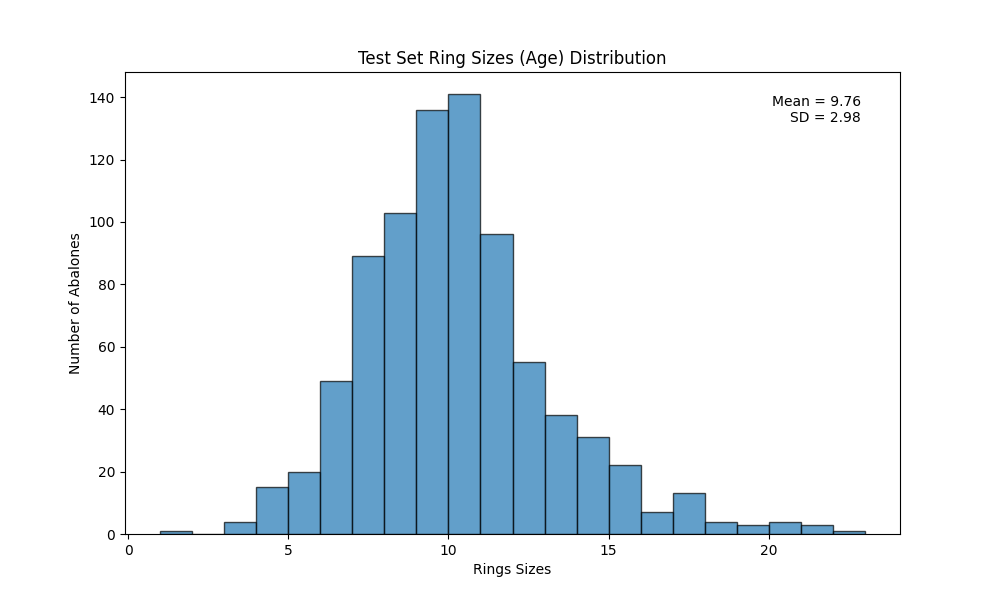 Test Set Ring Sizes (Age) Distribution
Mean = 9.76
SD = 2.98
Number of Abalones
140
120
100
80
60
40
20
0
0 5 10 15 20
Rings Sizes